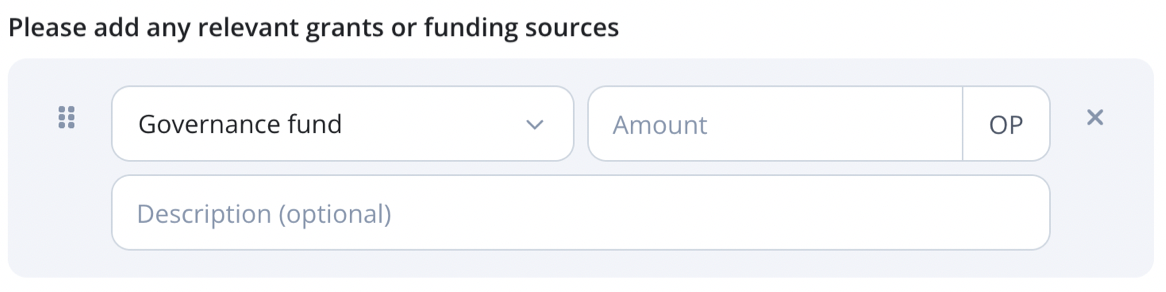 Please add any relevant grants or funding sources
Governance fund
Amount
OP
Description (optional)